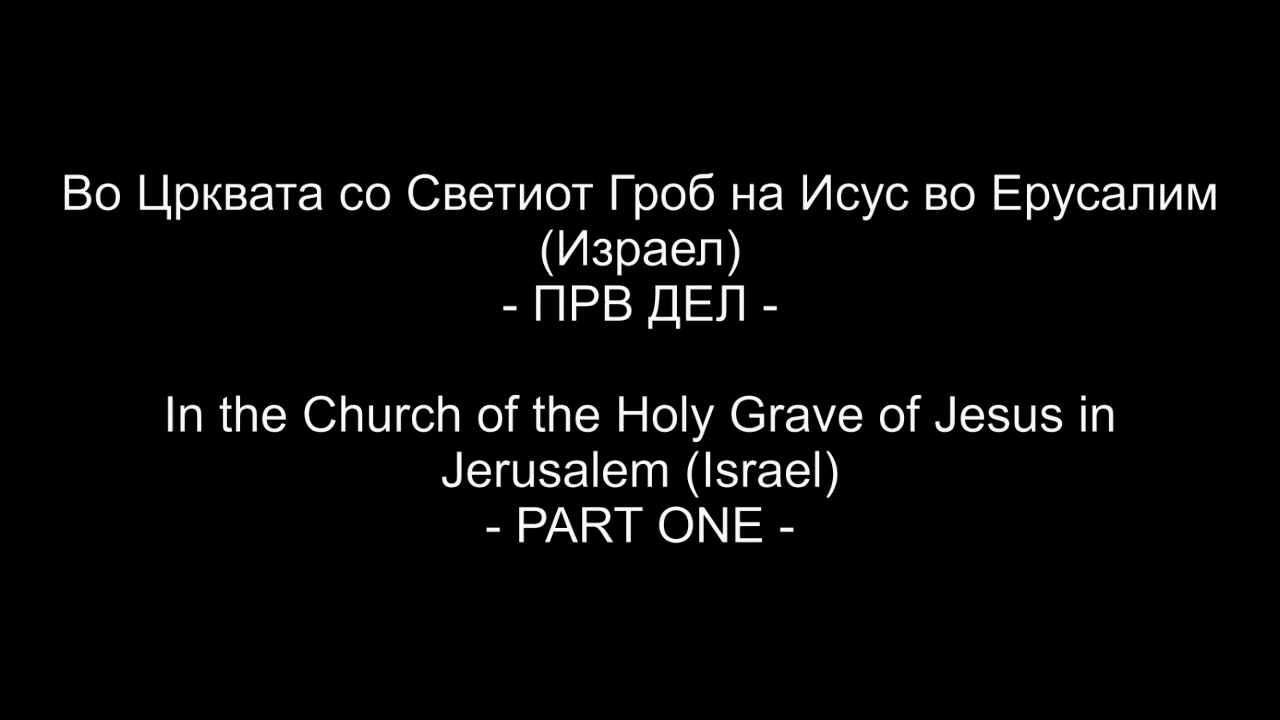 Во Црквата со Светиот Гроб на Исус во Ерусалим
(Израел)
- ПРВ ДЕЛ -
In the Church of the Holy Grave of Jesus in
Jerusalem (Israel)
- PART ONE -